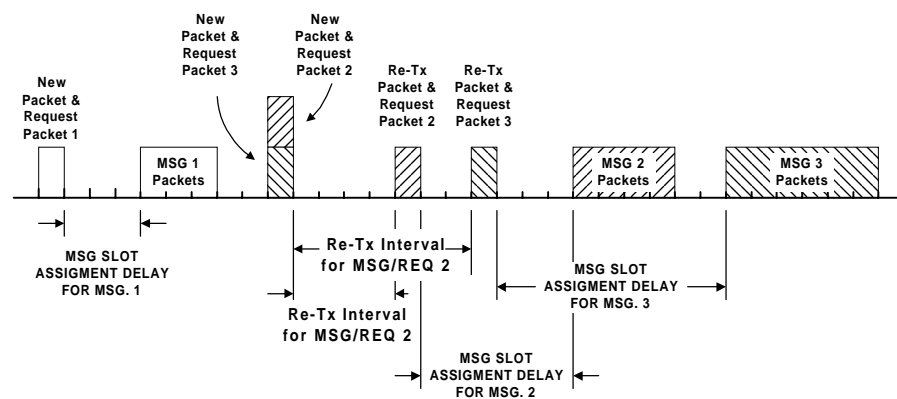 New
Packet &
Request
Packet 1
New
Packet &
Request
Packet 3
New
Packet &
Request
Packet 2
Re-Tx
Packet &
Request
Packet 2
Re-Tx
Packet &
Request
Packet 3
MSG 1
Packets
MSG 2
Packets
MSG 3
Packets
MSG SLOT
ASSIGMENT DELAY
FOR MSG. 1
Re-Tx Interval
for MSG/REQ 2
Re-Tx Interval
for MSG/REQ 2
MSG SLOT
ASSIGMENT DELAY
FOR MSG. 3
MSG SLOT
ASSIGMENT DELAY
FOR MSG. 2